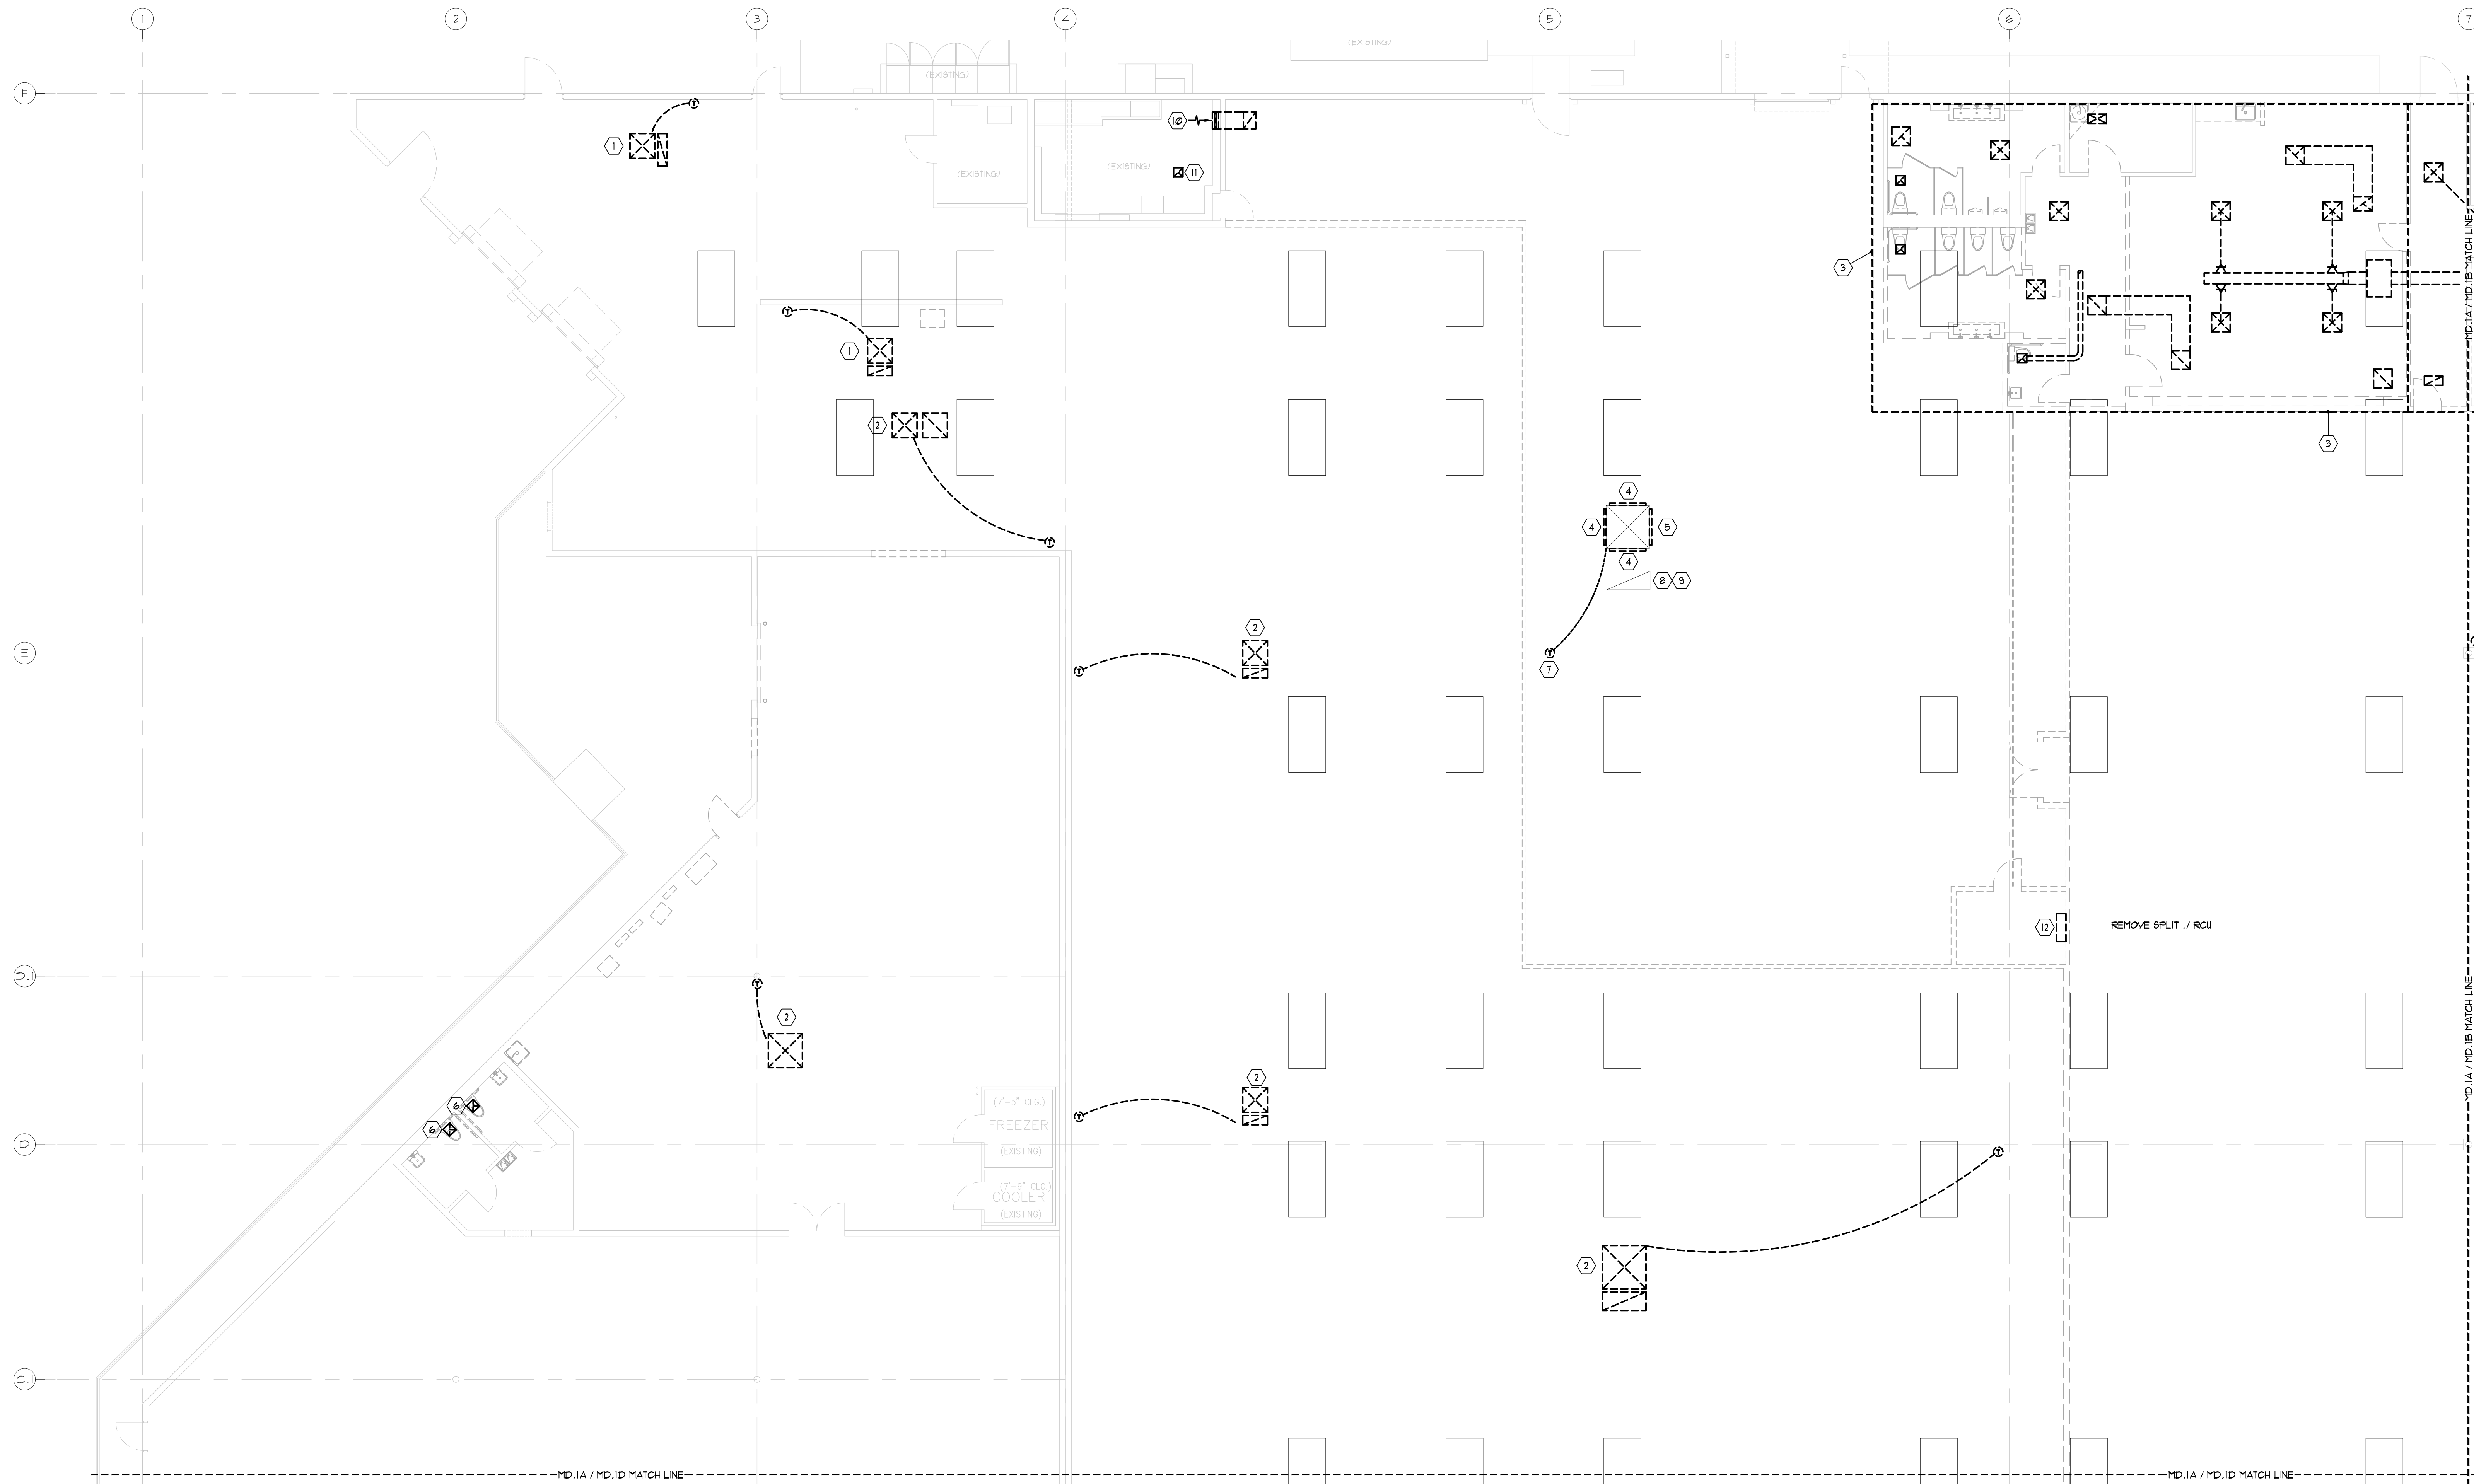 1 2 3 4 5 6 7
(EXISTING)
F
(EXISTING)
10
1
(EXISTING)
(EXISTING)
11
3
1
2
3
4
4 5
4
8 9
2
E
7
12 REMOVE SPLIT ./ RCU
D.1
2
2
6
(7'-5" CLG.)
FREEZER
6
D
(EXISTING)
(7'-9" CLG.)
COOLER
(EXISTING)
2
C.1
MD.1A / MD.1B MATCH LINE
MD.1A / MD.1B MATCH LINE
MD.1A / MD.1D MATCH LINE
MD.1A / MD.1D MATCH LINE